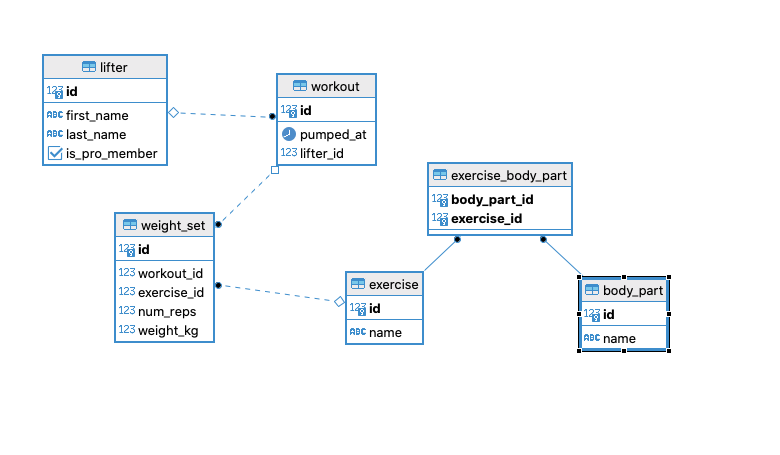 lifter
123 id
ABC first_name
ABC last_name
is_pro_member
workout
123 id
pumped_at
123 lifter_id
exercise_body_part
123 body_part_id
123 exercise_id
weight_set
123 id
123 workout_id
123 exercise_id
123 num_reps
123 weight_kg
exercise
123 id
ABC name
body_part
123 id
ABC name